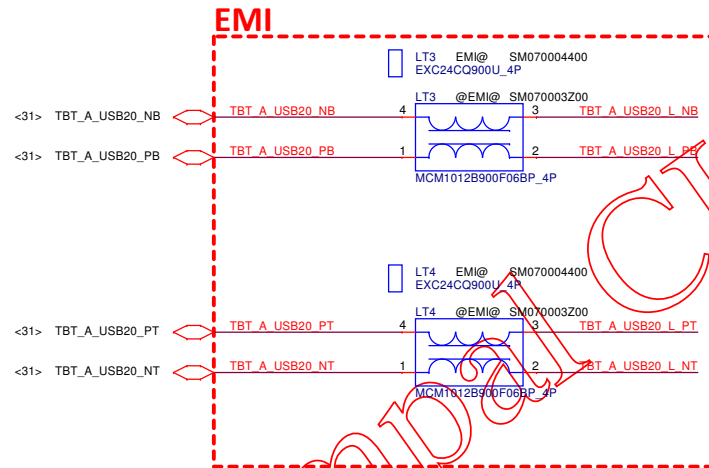 EMI
LT3 EMI@ SM070004400
EXC24CQ900U_4P
LT3 @EMI@ SM070003Z00
<31> TBT_A_USB20_NB TBT_A_USB20_NB 4 3 TBT_A_USB20_L_NB
<31> TBT_A_USB20_PB TBT_A_USB20_PB 1 2 TBT_A_USB20_L_PB
MCM1012B900F06BP_4P
LT4 EMI@ SM070004400
EXC24CQ900U_4P
LT4 @EMI@ SM070003Z00
<31> TBT_A_USB20_PT TBT_A_USB20_PT 4 3 TBT_A_USB20_L_PT
<31> TBT_A_USB20_NT TBT_A_USB20_NT 1 2 TBT_A_USB20_L_NT
MCM1012B900F06BP_4P